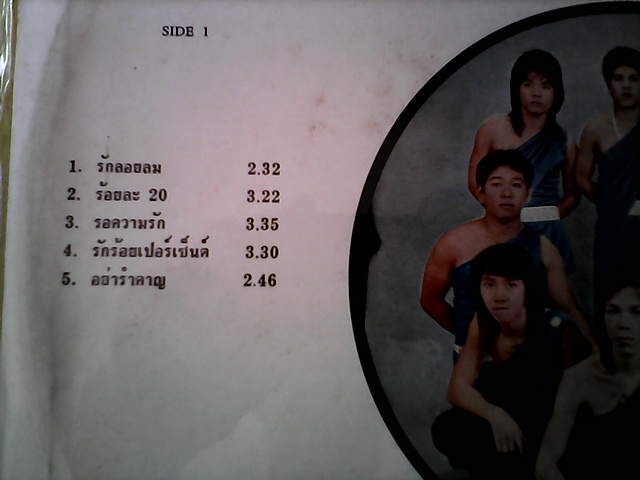 SIDE 1
1. รักลอยลม 2.32
2. ร้อยละ 20 3.22
3. รอความรัก 3.35
4. รักร้อยเปอร์เซ็นต์ 3.30
5. อย่ารำคาญ 2.46